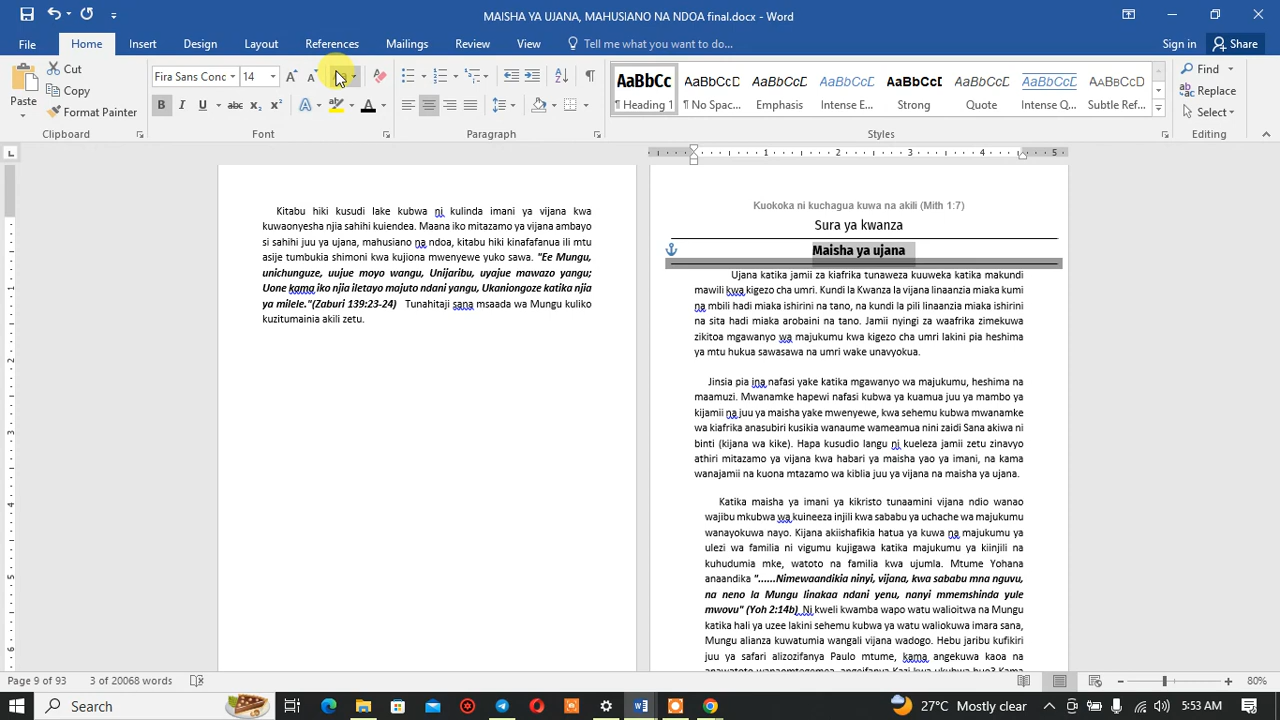 MAISHA YA UJANA, MAHUSIANO NA NDOA final.docx - Word
File Home Insert Design Layout References Mailings Review View Tell me what you want to do... Sign in Share
Paste Cut Copy Format Painter Clipboard
Fira Sans Conc 14 Font
Paragraph
AaBbCc ¶ Heading 1
AaBbCcD ¶ No Spac...
AaBbCcD Emphasis
AaBbCcD Intense E...
AaBbCcD Strong
AaBbCcD Quote
AaBbCcD Intense Q...
AaBbCcD Subtle Ref...
Styles
Find
Replace
Select
Editing
1 2 3 4 5
Kitabu hiki kusudi lake kubwa ni kulinda imani ya vijana kwa
kuwaonyesha njia sahihi kuiendea. Maana iko mitazamo ya vijana ambayo
si sahihi juu ya ujana, mahusiano na ndoa, kitabu hiki kinafafanua ili mtu
asije tumbukia shimoni kwa kujiona mwenyewe yuko sawa. "Ee Mungu,
unichunguze, uujue moyo wangu, Unijaribu, uyajue mawazo yangu;
Uone kama iko njia iletayo majuto ndani yangu, Ukaniongoze katika njia
ya milele."(Zaburi 139:23-24) Tunahitaji sana msaada wa Mungu kuliko
kuzitumainia akili zetu.
Kuokoka ni kuchagua kuwa na akili (Mith 1:7)
Sura ya kwanza
Maisha ya ujana
Ujana katika jamii za kiafrika tunaweza kuuweka katika makundi
mawili kwa kigezo cha umri. Kundi la Kwanza la vijana linaanzia miaka kumi
na mbili hadi miaka ishirini na tano, na kundi la pili linaanzia miaka ishirini
na sita hadi miaka arobaini na tano. Jamii nyingi za waafrika zimekuwa
zikitoa mgawanyo wa majukumu kwa kigezo cha umri lakini pia heshima
ya mtu hukua sawasawa na umri wake unavyokua.
Jinsia pia ina nafasi yake katika mgawanyo wa majukumu, heshima na
maamuzi. Mwanamke hapewi nafasi kubwa ya kuamua juu ya mambo ya
kijamii na juu ya maisha yake mwenyewe, kwa sehemu kubwa mwanamke
wa kiafrika anasubiri kusikia wanaume wameamua nini zaidi Sana akiwa ni
binti (kijana wa kike). Hapa kusudio langu ni kueleza jamii zetu zinavyo
athiri mitazamo ya vijana kwa habari ya maisha yao ya imani, na kama
wanajamii na kuona mtazamo wa kiblia juu ya vijana na maisha ya ujana.
Katika maisha ya imani ya kikristo tunaamini vijana ndio wanao
wajibu mkubwa wa kuineeza injili kwa sababu ya uchache wa majukumu
wanayokuwa nayo. Kijana akiishafikia hatua ya kuwa na majukumu ya
ulezi wa familia ni vigumu kujigawa katika majukumu ya kiinjili na
kuhudumia mke, watoto na familia kwa ujumla. Mtume Yohana
anaandika "......Nimewaandikia ninyi, vijana, kwa sababu mna nguvu,
na neno la Mungu linakaa ndani yenu, nanyi mmemshinda yule
mwovu" (Yoh 2:14b) Ni kweli kwamba wapo watu walioitwa na Mungu
katika hali ya uzee lakini sehemu kubwa ya watu waliokuwa imara sana,
Mungu alianza kuwatumia wangali vijana wadogo. Hebu jaribu kufikiri
juu ya safari alizozifanya Paulo mtume, kama angekuwa kaoa na
Page 9 of 93 3 of 20068 words 80%
Search 27°C Mostly clear 5:53 AM